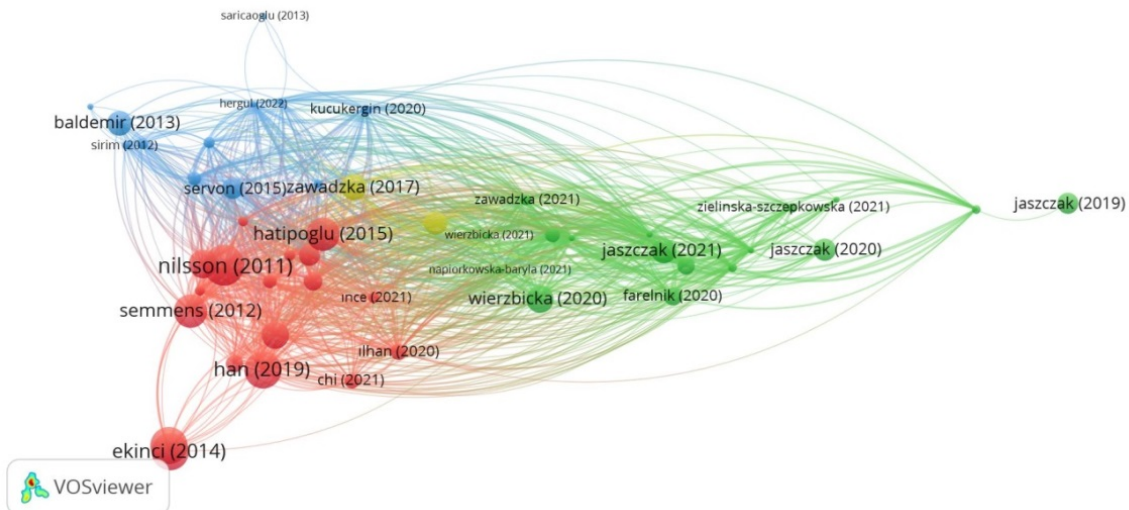 saricaoglu (2013)
hergul (2022)
kucukergin (2020)
baldemir (2013)
sirim (2012)
servon (2015)
zawadzka (2017)
zawadzka (2021)
zielinska-szczepkowska (2021)
jaszczak (2019)
hatipoglu (2015)
wierzbicka (2021)
jaszczak (2021)
jaszczak (2020)
nilsson (2011)
napiorkowska-baryla (2021)
semmens (2012)
ınce (2021)
wierzbicka (2020)
farelnik (2020)
ılhan (2020)
han (2019)
chi (2021)
ekinci (2014)
VOSviewer